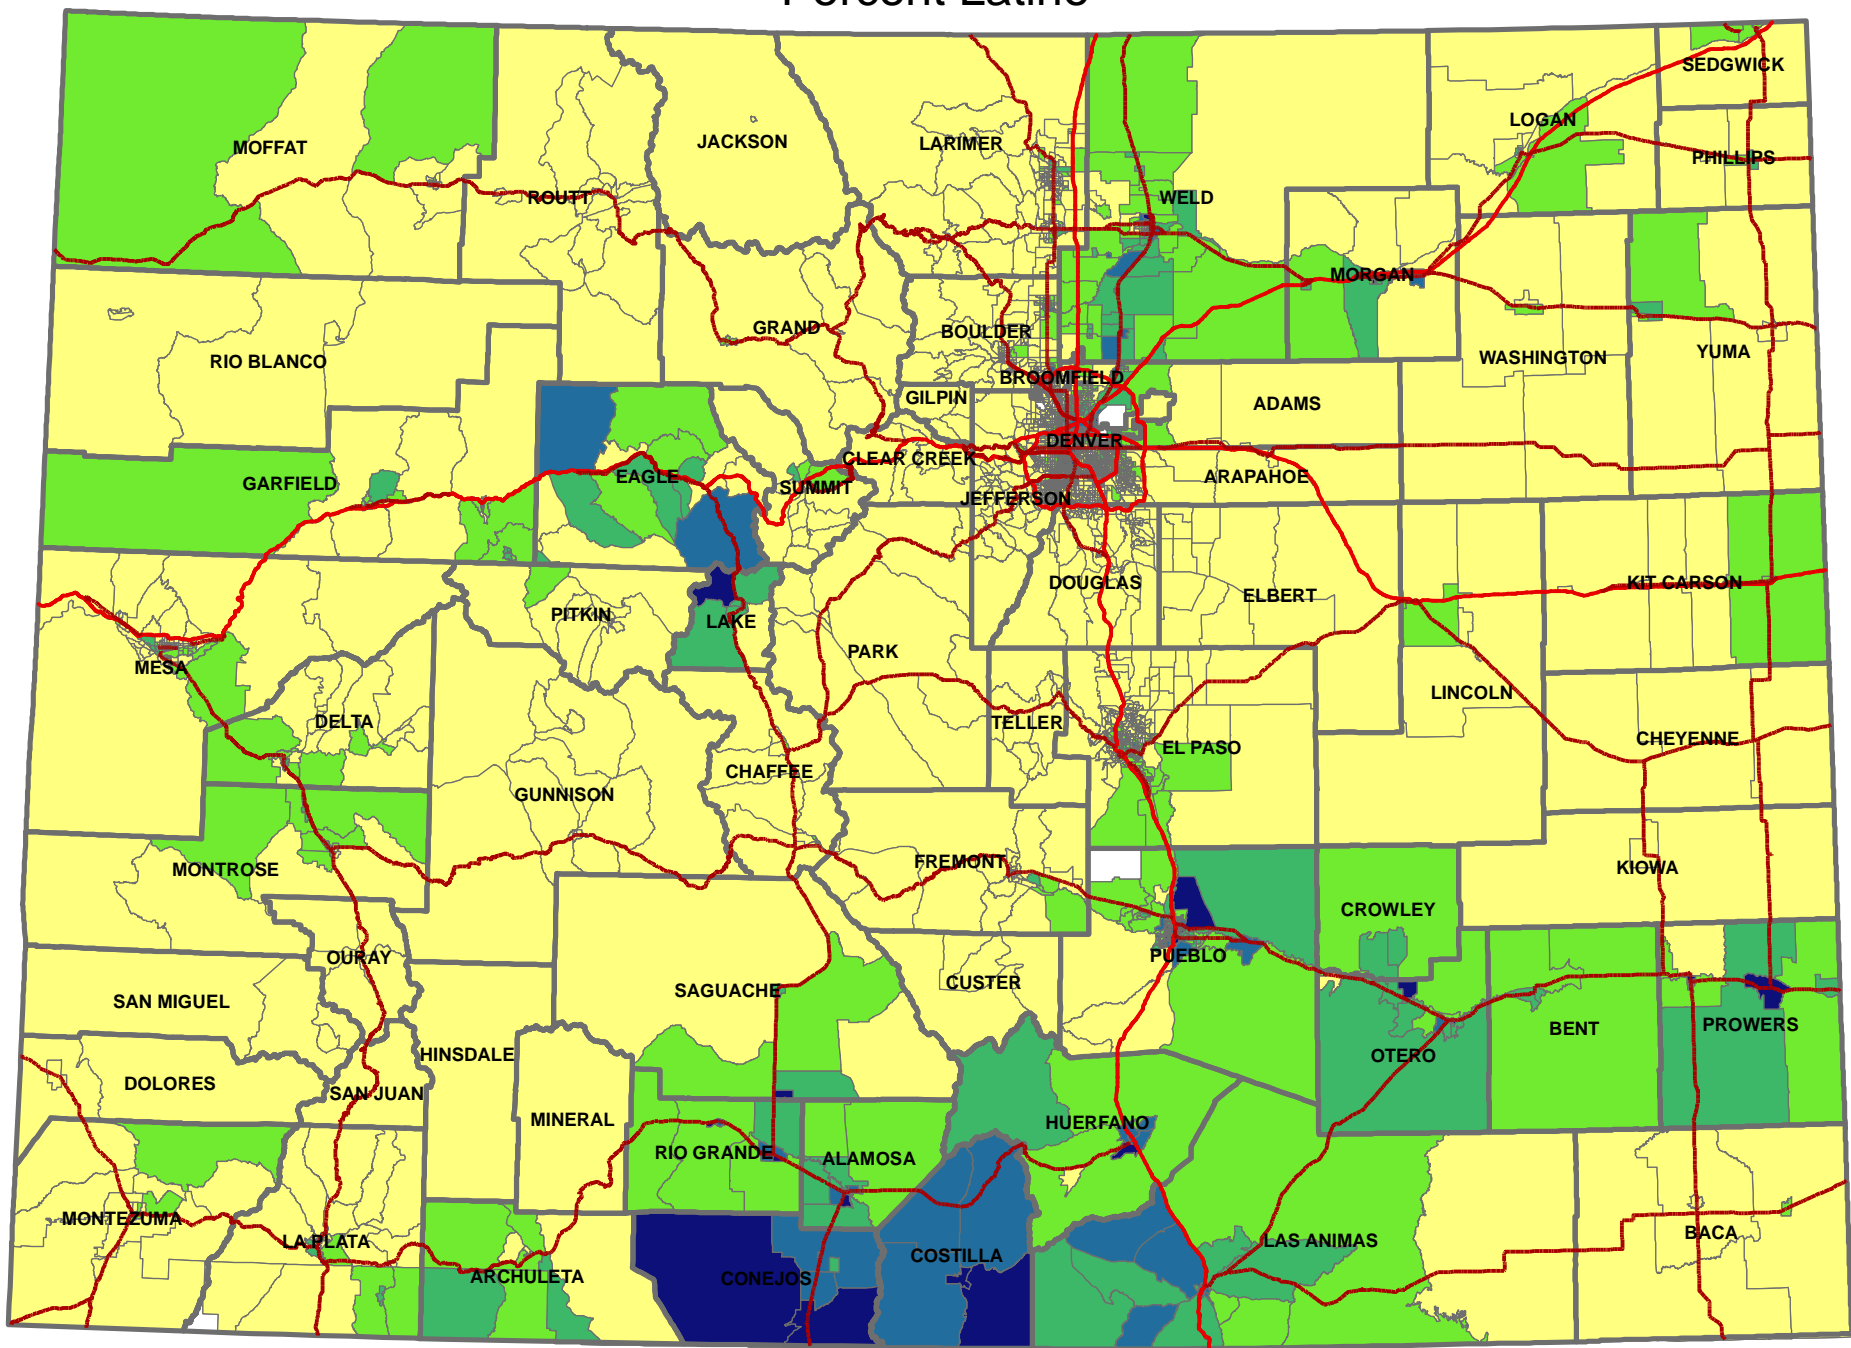 Percent Latino
SEDGWICK
LOGAN
MOFFAT
JACKSON
LARIMER
PHILLIPS
ROUTT
WELD
MORGAN
GRAND
BOULDER
RIO BLANCO
WASHINGTON
YUMA
BROOMFIELD
GILPIN
ADAMS
DENVER
CLEAR CREEK
GARFIELD
EAGLE
SUMMIT
ARAPAHOE
JEFFERSON
DOUGLAS
KIT CARSON
ELBERT
PITKIN
LAKE
PARK
MESA
LINCOLN
DELTA
TELLER
EL PASO
CHEYENNE
CHAFFEE
GUNNISON
FREMONT
MONTROSE
KIOWA
CROWLEY
OURAY
PUEBLO
CUSTER
SAGUACHE
SAN MIGUEL
BENT
PROWERS
HINSDALE
OTERO
DOLORES
SAN JUAN
MINERAL
HUERFANO
RIO GRANDE
ALAMOSA
MONTEZUMA
BACA
LA PLATA
LAS ANIMAS
COSTILLA
ARCHULETA
CONEJOS